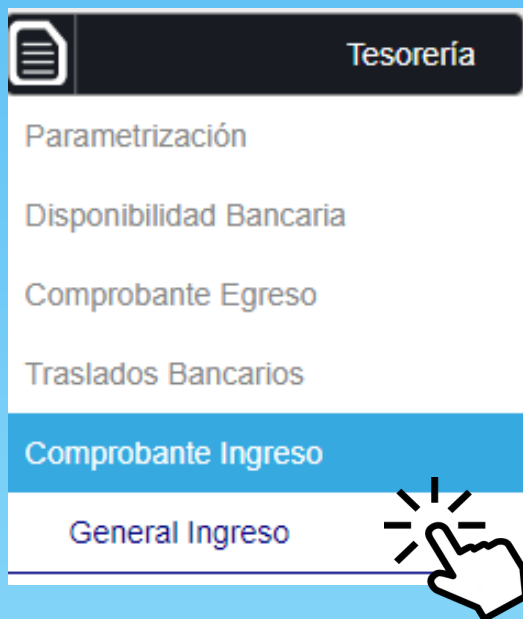 Tesorería
Parametrización
Disponibilidad Bancaria
Comprobante Egreso
Traslados Bancarios
Comprobante Ingreso
General Ingreso